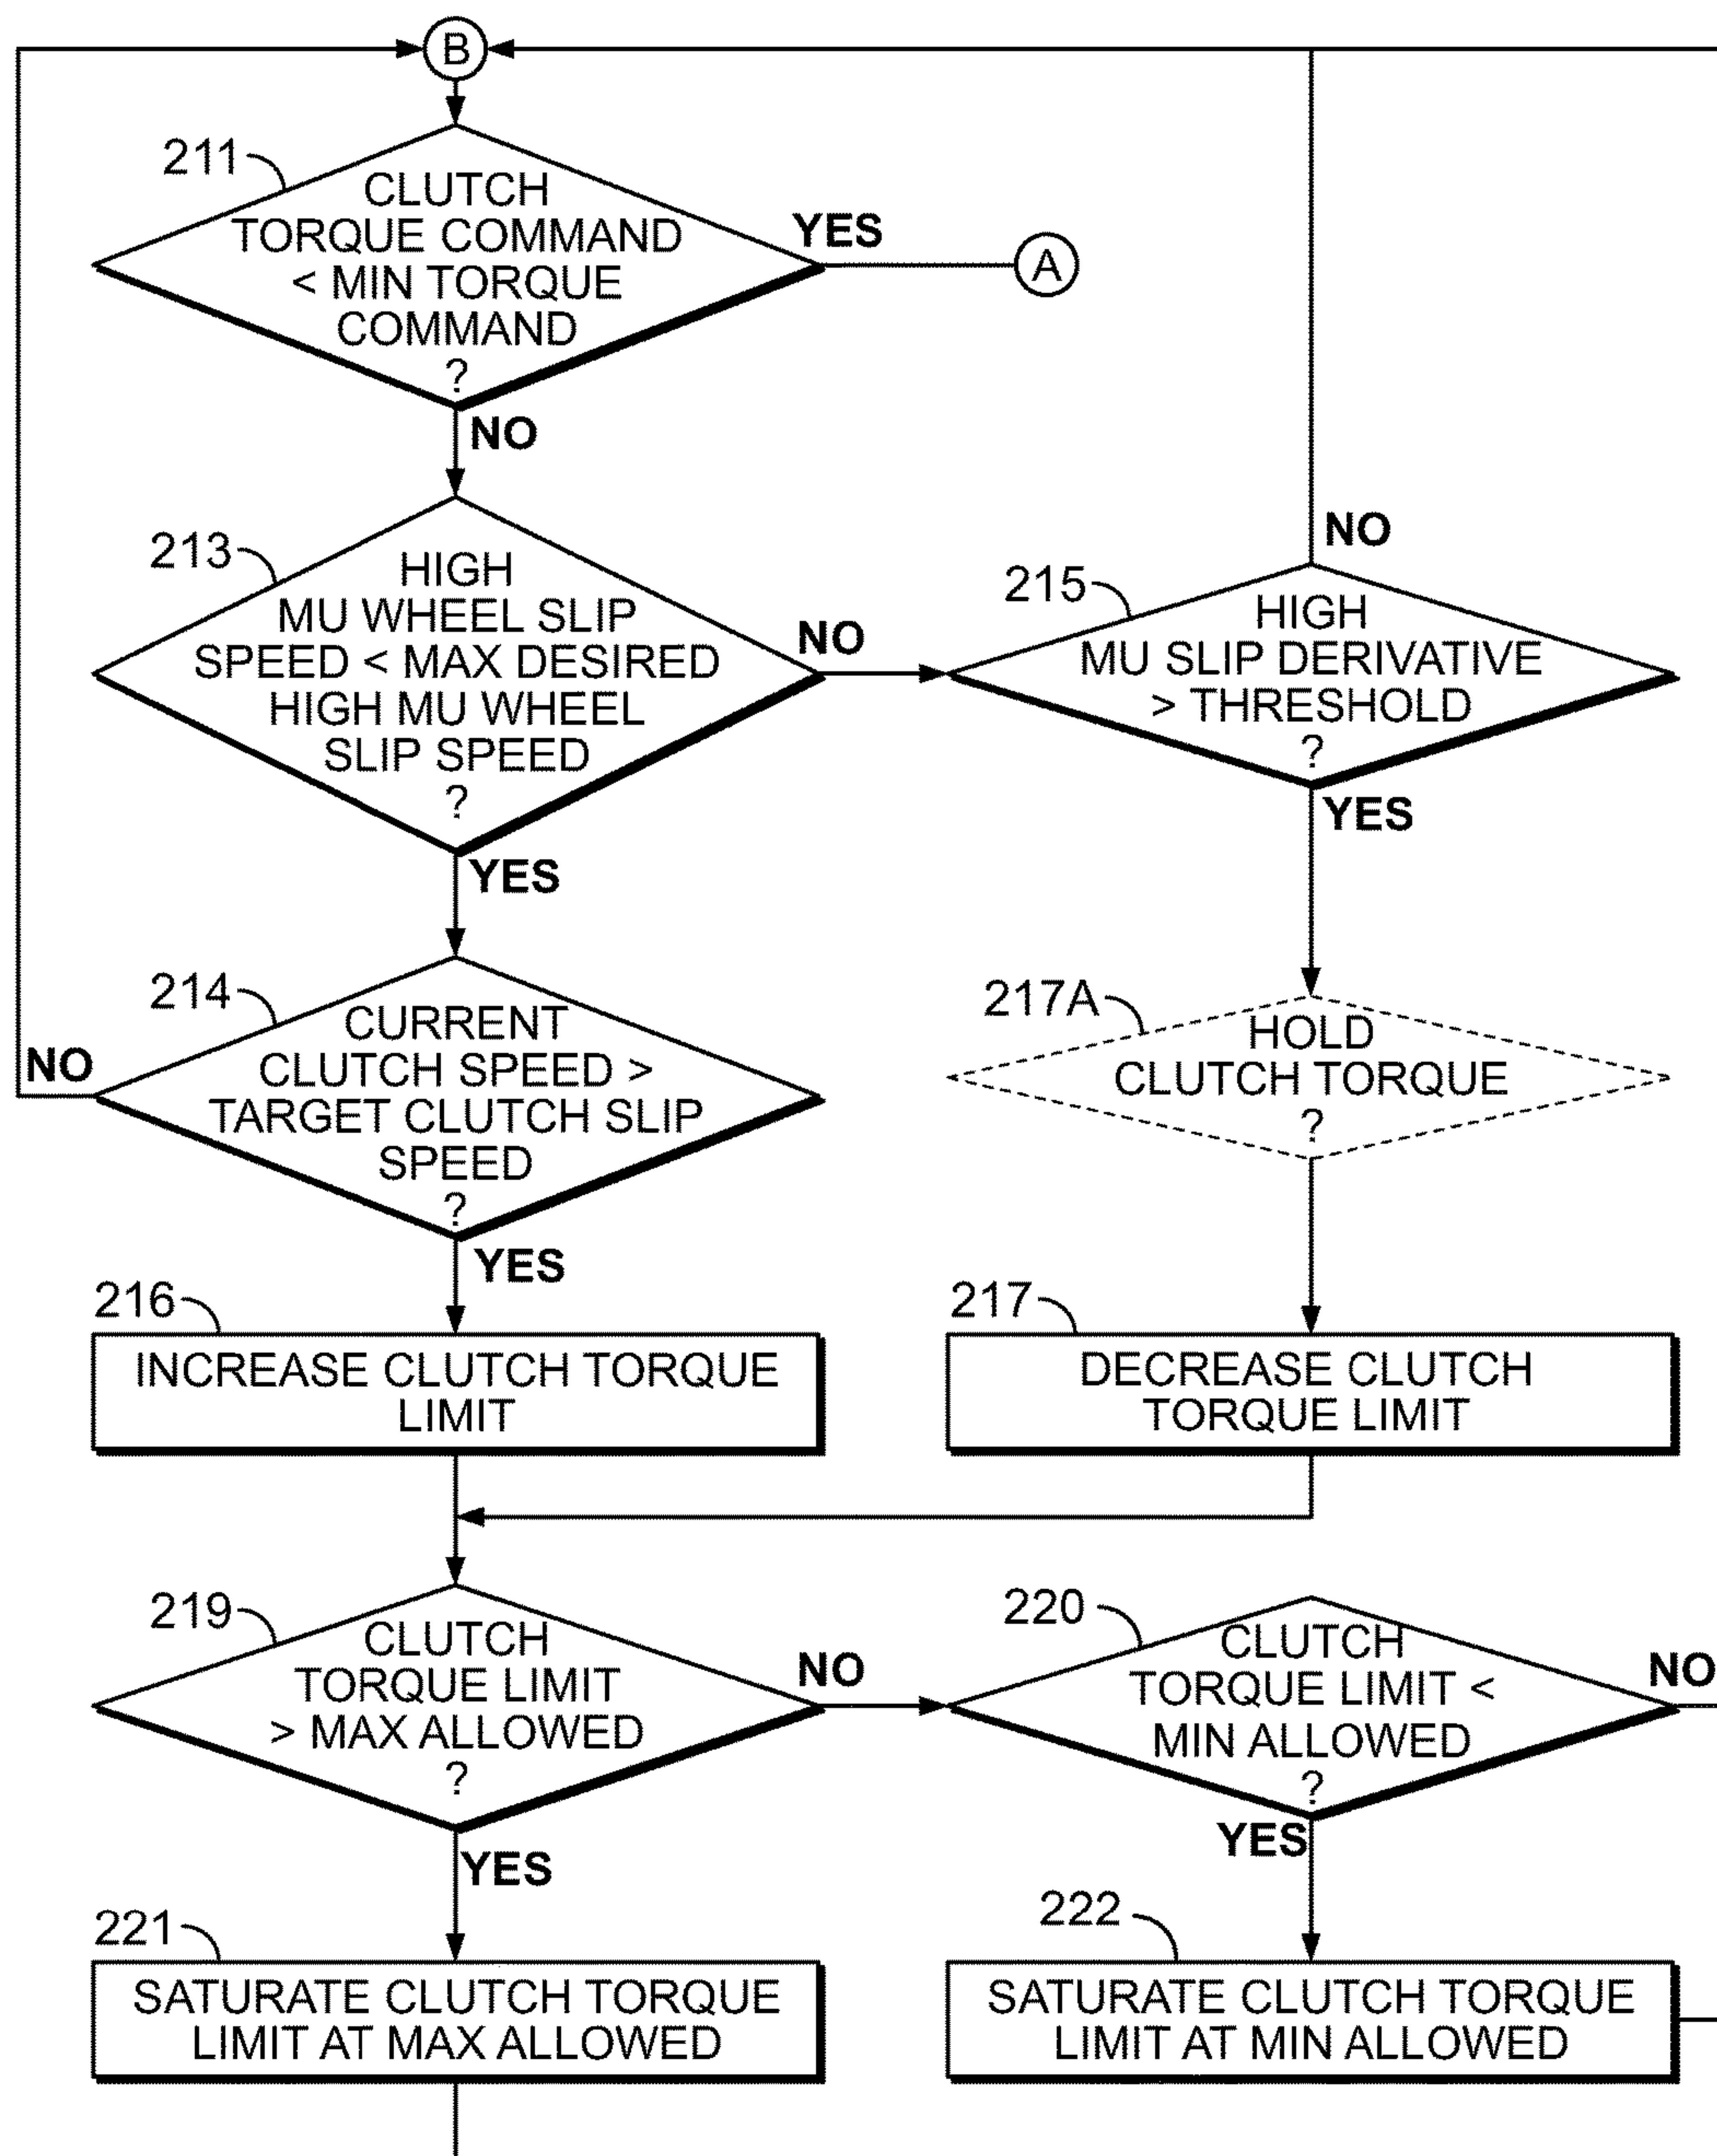 B
211
CLUTCH
TORQUE COMMAND
< MIN TORQUE
COMMAND
?
YES
A
NO
213
HIGH
MU WHEEL SLIP
SPEED < MAX DESIRED
HIGH MU WHEEL
SLIP SPEED
?
NO
YES
215
HIGH
MU SLIP DERIVATIVE
> THRESHOLD
?
NO
YES
214
CURRENT
CLUTCH SPEED >
TARGET CLUTCH SLIP
SPEED
?
NO
YES
217A
HOLD
CLUTCH TORQUE
?
216
INCREASE CLUTCH TORQUE
LIMIT
217
DECREASE CLUTCH
TORQUE LIMIT
219
CLUTCH
TORQUE LIMIT
> MAX ALLOWED
?
NO
YES
220
CLUTCH
TORQUE LIMIT <
MIN ALLOWED
?
NO
YES
221
SATURATE CLUTCH TORQUE
LIMIT AT MAX ALLOWED
222
SATURATE CLUTCH TORQUE
LIMIT AT MIN ALLOWED